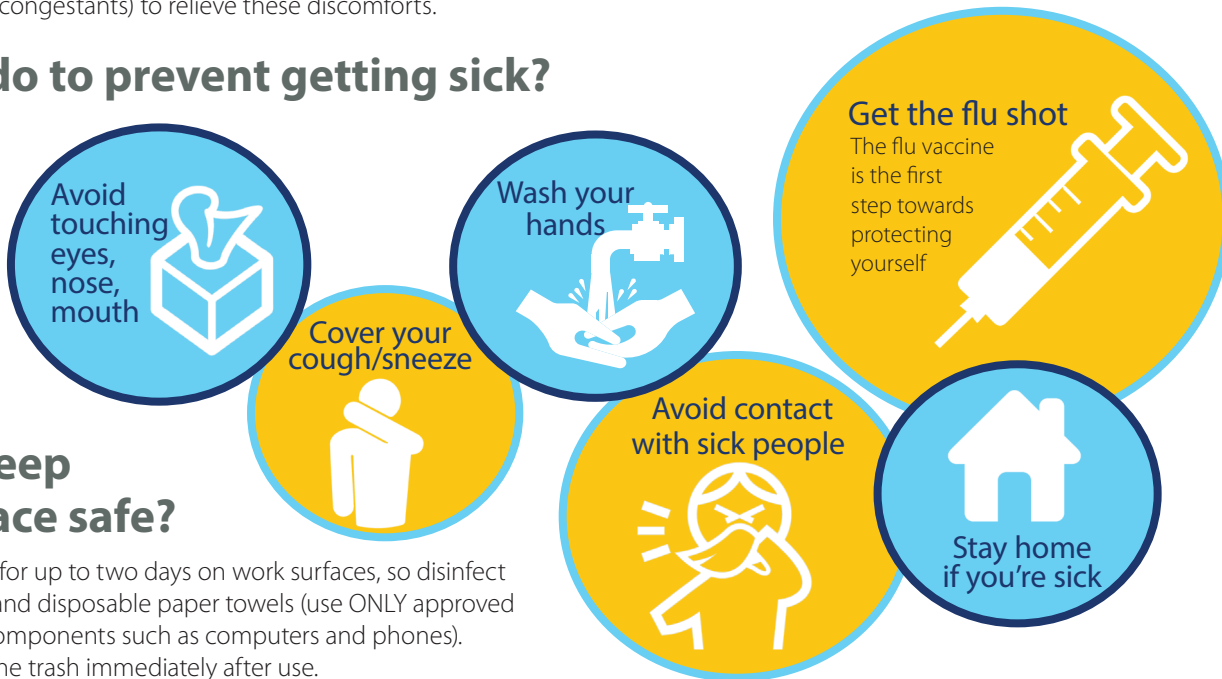 congestants) to relieve these discomforts.
do to prevent getting sick?
Avoid
touching
eyes,
nose,
mouth
Cover your
cough/sneeze
Wash your
hands
Avoid contact
with sick people
Get the flu shot
The flu vaccine
is the first
step towards
protecting
yourself
Stay home
if you’re sick
eep
ace safe?
for up to two days on work surfaces, so disinfect
and disposable paper towels (use ONLY approved
omponents such as computers and phones).
he trash immediately after use.